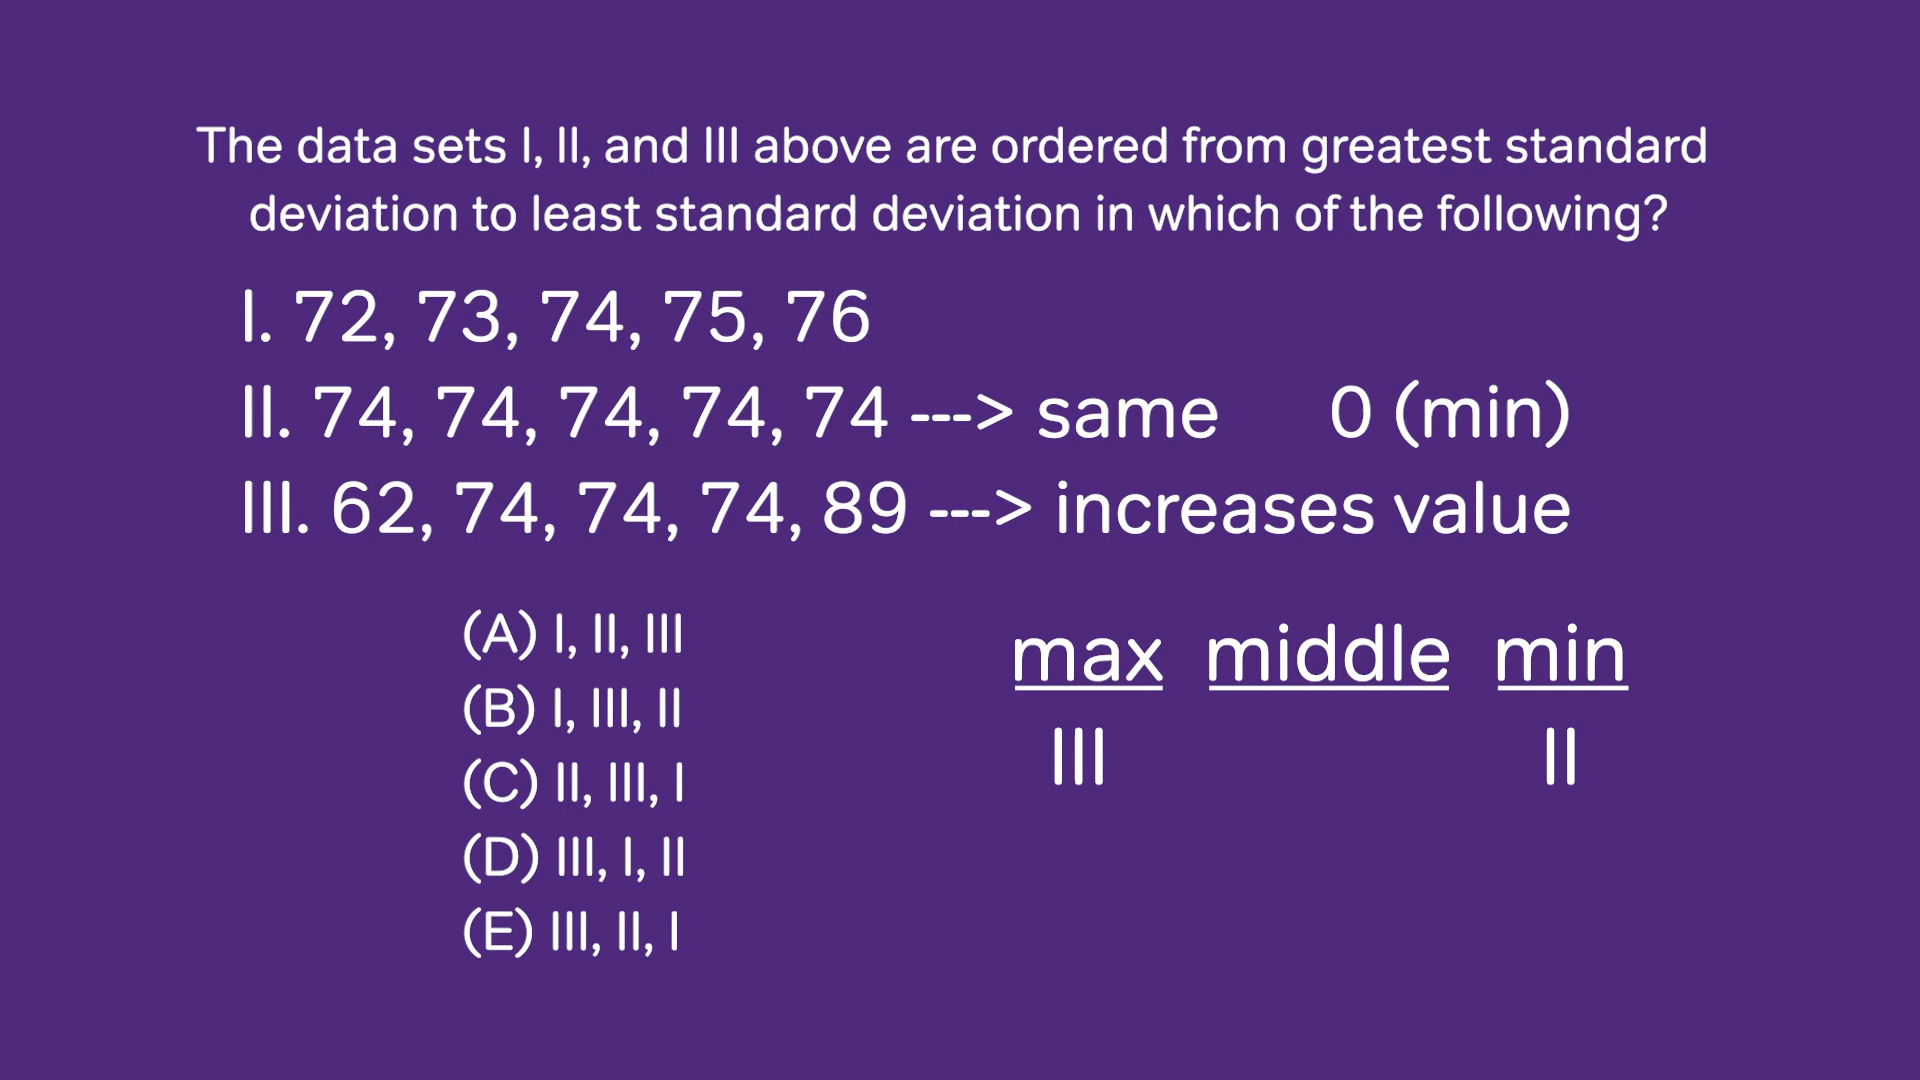 The data sets I, II, and III above are ordered from greatest standard
deviation to least standard deviation in which of the following?
I. 72, 73, 74, 75, 76
II. 74, 74, 74, 74, 74 ---> same 0 (min)
III. 62, 74, 74, 74, 89 ---> increases value
(A) I, II, III
(B) I, III, II
(C) II, III, I
(D) III, I, II
(E) III, II, I
max middle min
III II